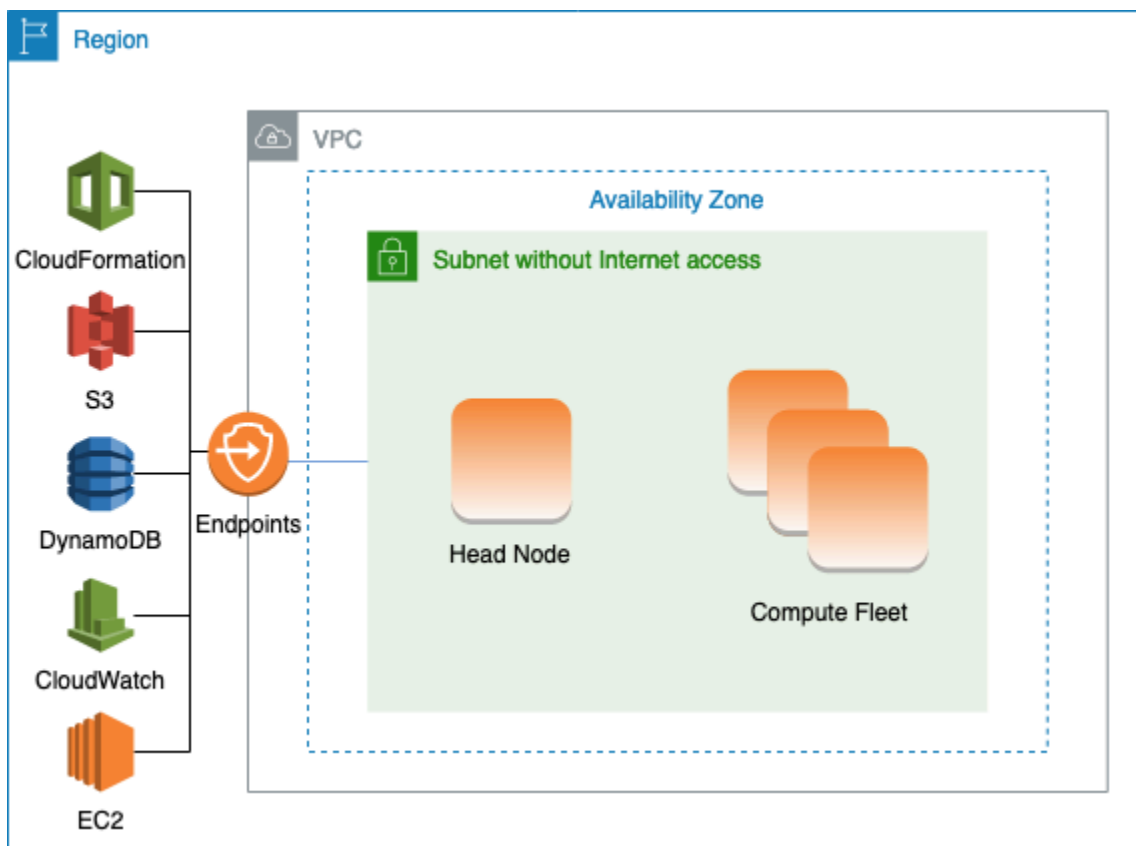 Region
VPC
Availability Zone
Subnet without Internet access
CloudFormation
S3
DynamoDB
Endpoints
Head Node
Compute Fleet
CloudWatch
EC2